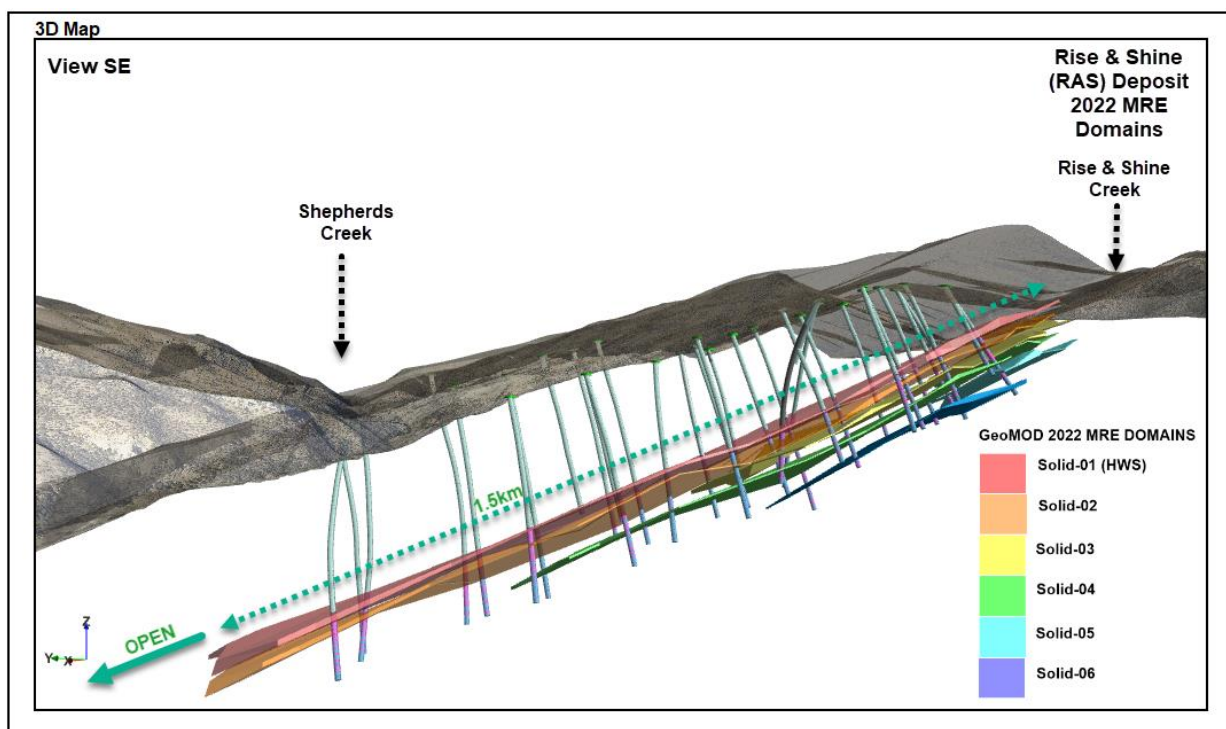 3D Map
View SE
Rise & Shine
(RAS) Deposit
2022 MRE
Domains
Rise & Shine
Creek
Shepherds
Creek
1.5km
OPEN
Z
Y
X
GeoMOD 2022 MRE DOMAINS
Solid-01 (HWS)
Solid-02
Solid-03
Solid-04
Solid-05
Solid-06